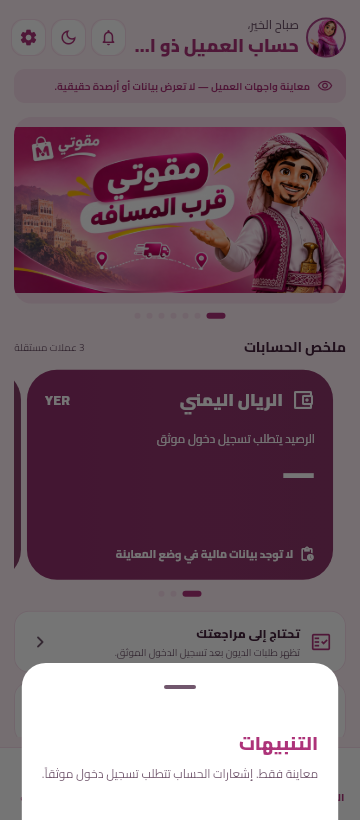 صباح الخير،
حساب العميل ذو ا...
معاينة واجهات العميل — لا تعرض بيانات أو أرصدة حقيقية.
مقوتي
مقوتي
قرب المسافه
ملخص الحسابات
3 عملات مستقلة
الريال اليمني
YER
الرصيد يتطلب تسجيل دخول موثق
لا توجد بيانات مالية في وضع المعاينة
تحتاج إلى مراجعتك
تظهر طلبات الديون بعد تسجيل الدخول الموثق.
التنبيهات
معاينة فقط. إشعارات الحساب تتطلب تسجيل دخول موثقاً.